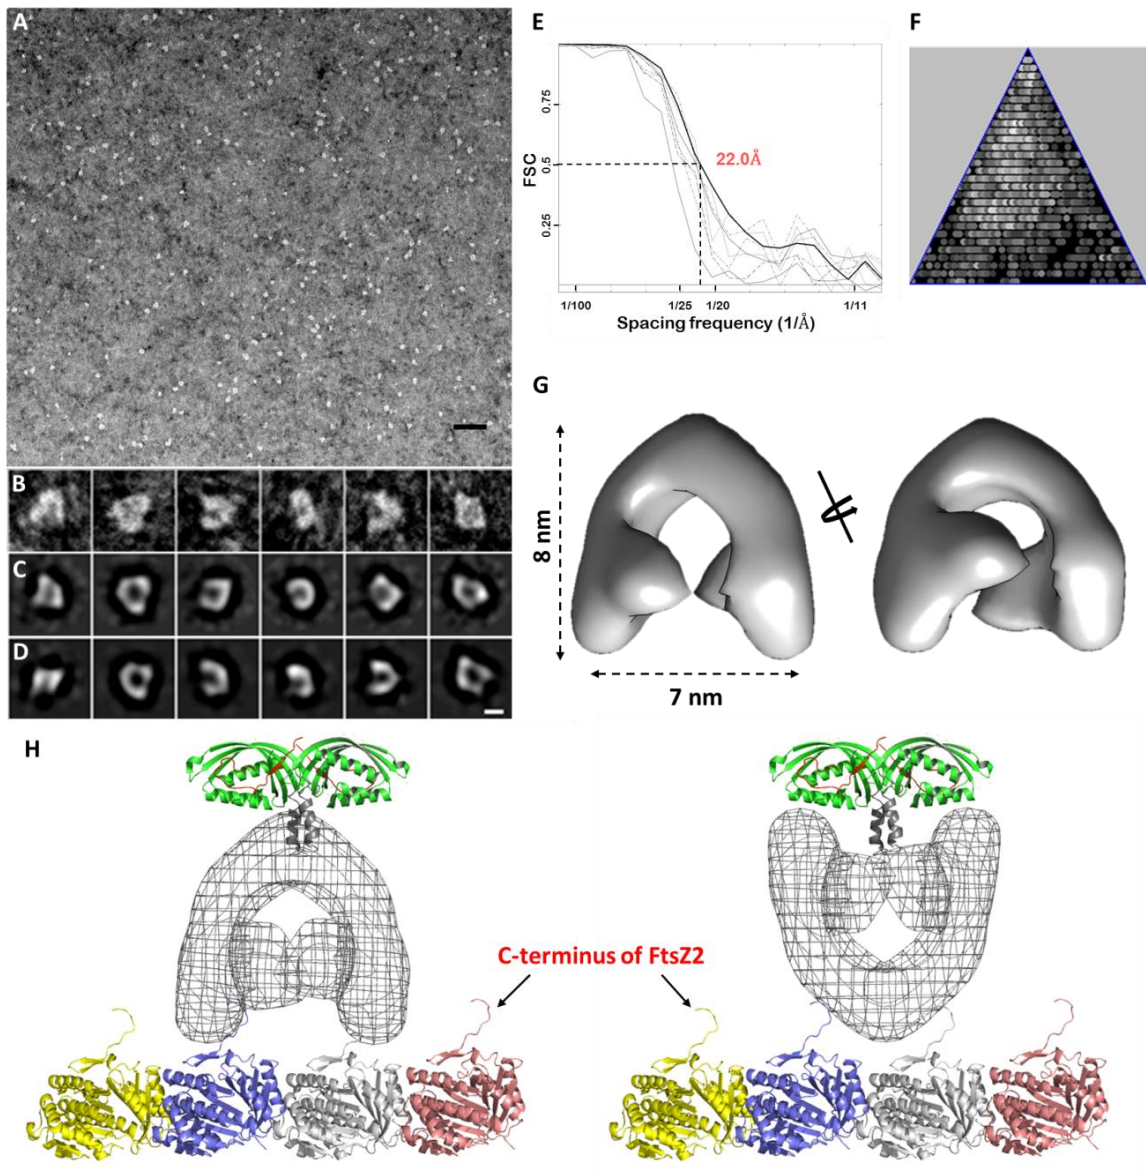 A
B
C
D
E
FSC
0.75
0.5
0.25
22.0Å
1/100
1/25
1/20
1/11
Spacing frequency (1/Å)
F
G
8 nm
7 nm
H
C-terminus of FtsZ2